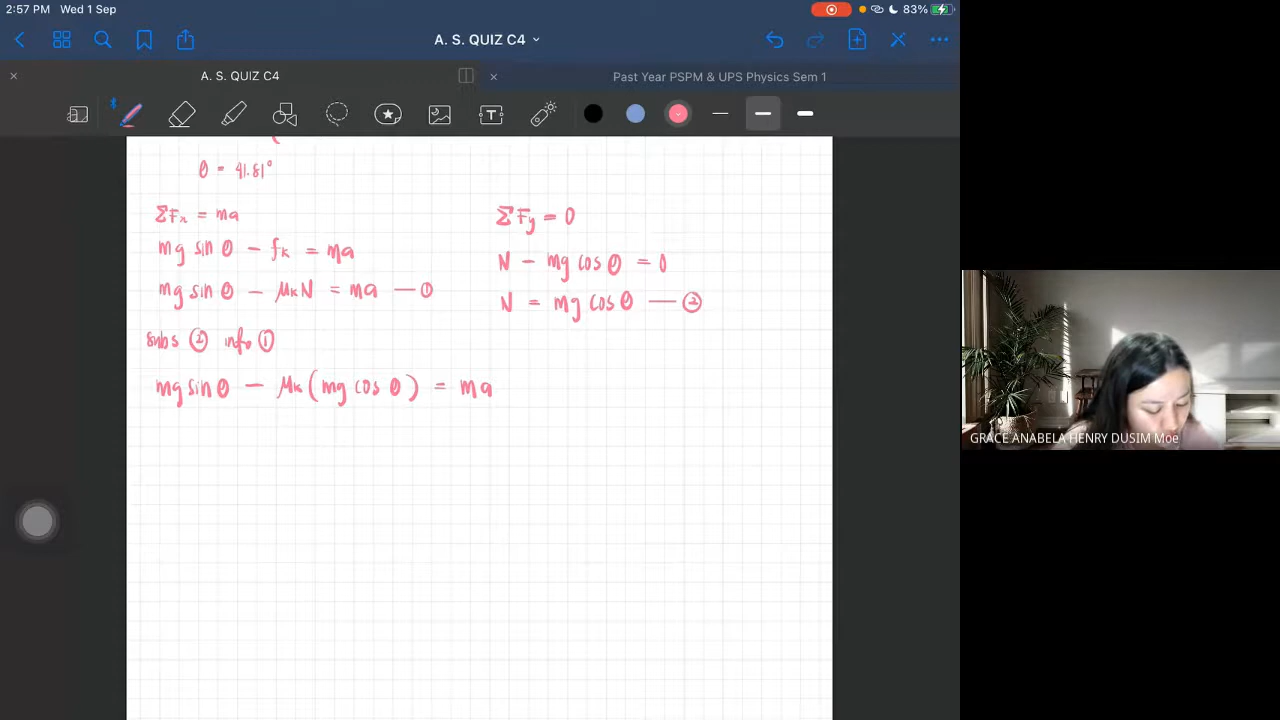 2:57 PM Wed 1 Sep
83%
A. S. QUIZ C4
A. S. QUIZ C4
Past Year PSPM & UPS Physics Sem 1
θ = 41.81°
ΣFx = ma
mg sin θ - fk = ma
mg sin θ - μkN = ma — ①
subs ② into ①
mg sin θ - μk(mg cos θ) = ma
ΣFy = 0
N - mg cos θ = 0
N = mg cos θ — ②
GRACE ANABELA HENRY DUSIM Moe